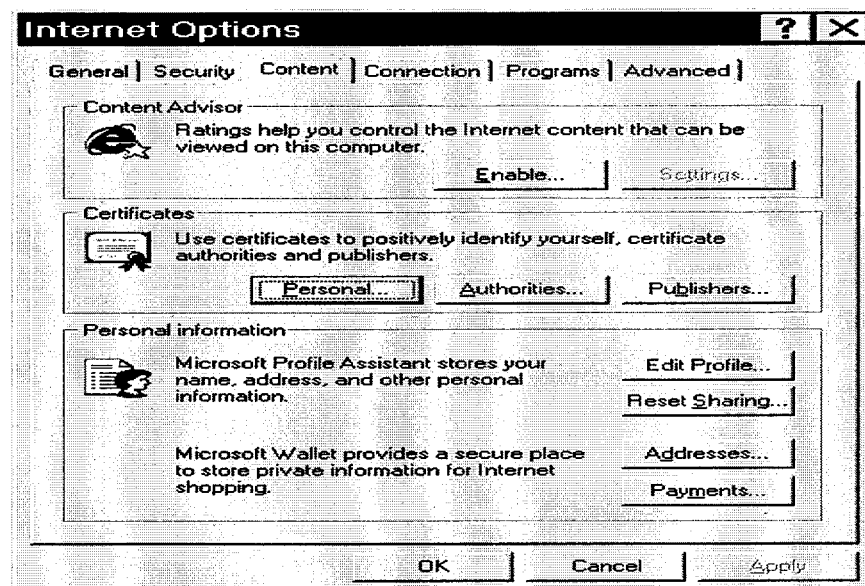 Internet Options ? X
General Security Content Connection Programs Advanced
Content Advisor
Ratings help you control the Internet content that can be
viewed on this computer.
Enable... Settings...
Certificates
Use certificates to positively identify yourself, certificate
authorities and publishers.
Personal... Authorities... Publishers...
Personal information
Microsoft Profile Assistant stores your
name, address, and other personal
information.
Edit Profile...
Reset Sharing...
Microsoft Wallet provides a secure place
to store private information for Internet
shopping.
Addresses...
Payments...
OK Cancel Apply